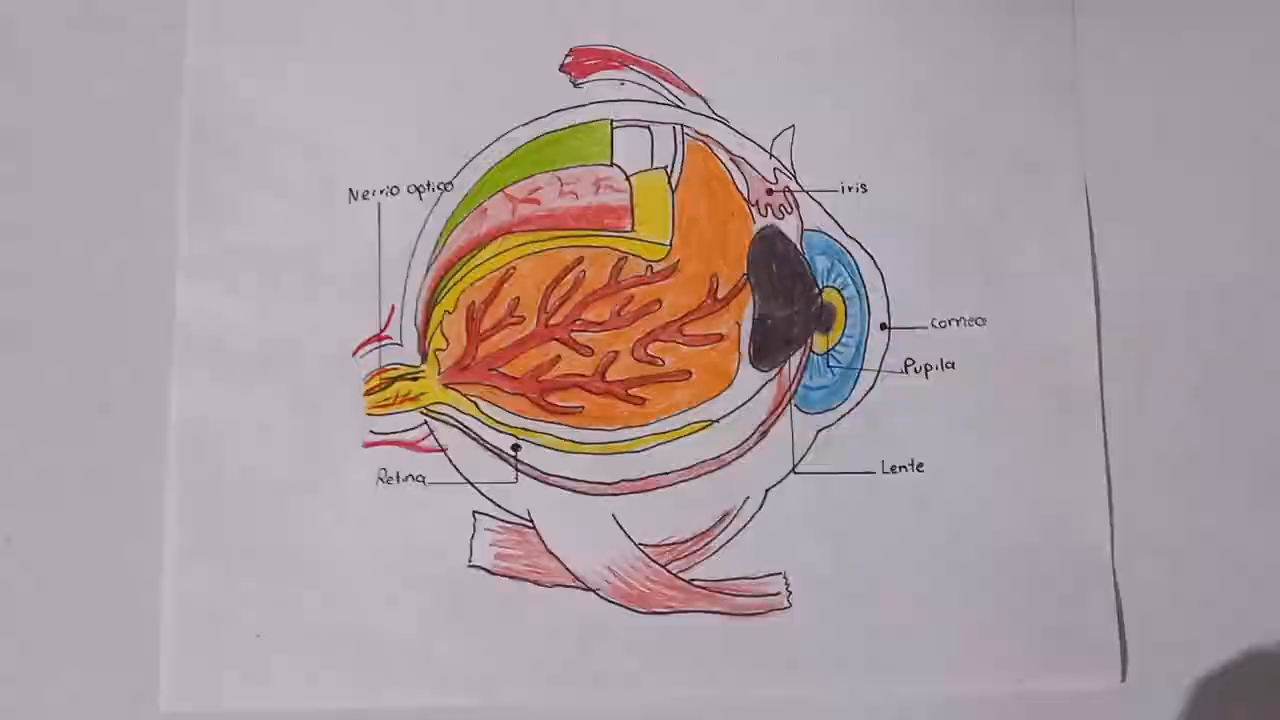 Nervio optico
iris
cornea
Pupila
Lente
Retina